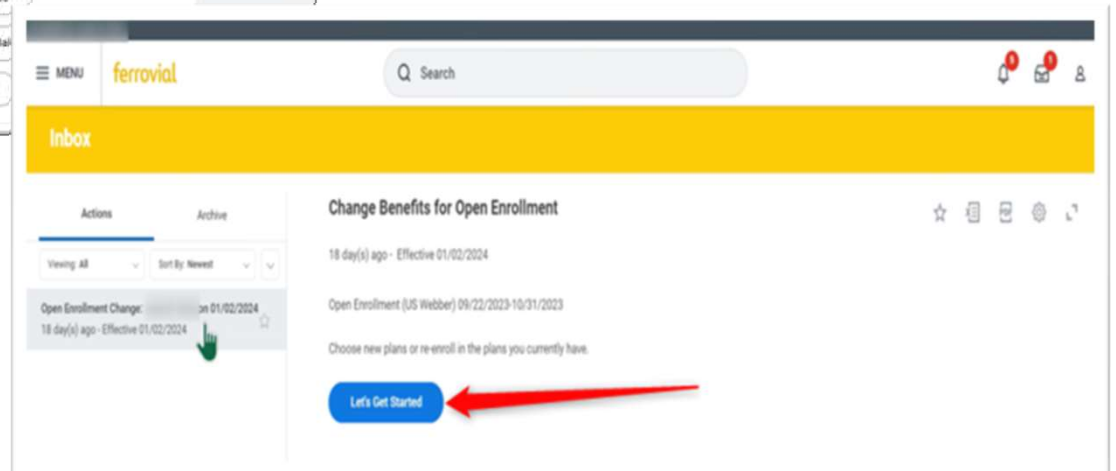 MENU
ferrovial
Search
Inbox
Actions
Archive
Change Benefits for Open Enrollment
18 day(s) ago - Effective 01/02/2024
Viewing: All
Sort By: Newest
Open Enrollment Change: on 01/02/2024
18 day(s) ago - Effective 01/02/2024
Open Enrollment (US Webber) 09/22/2023-10/31/2023
Choose new plans or re-enroll in the plans you currently have.
Let's Get Started